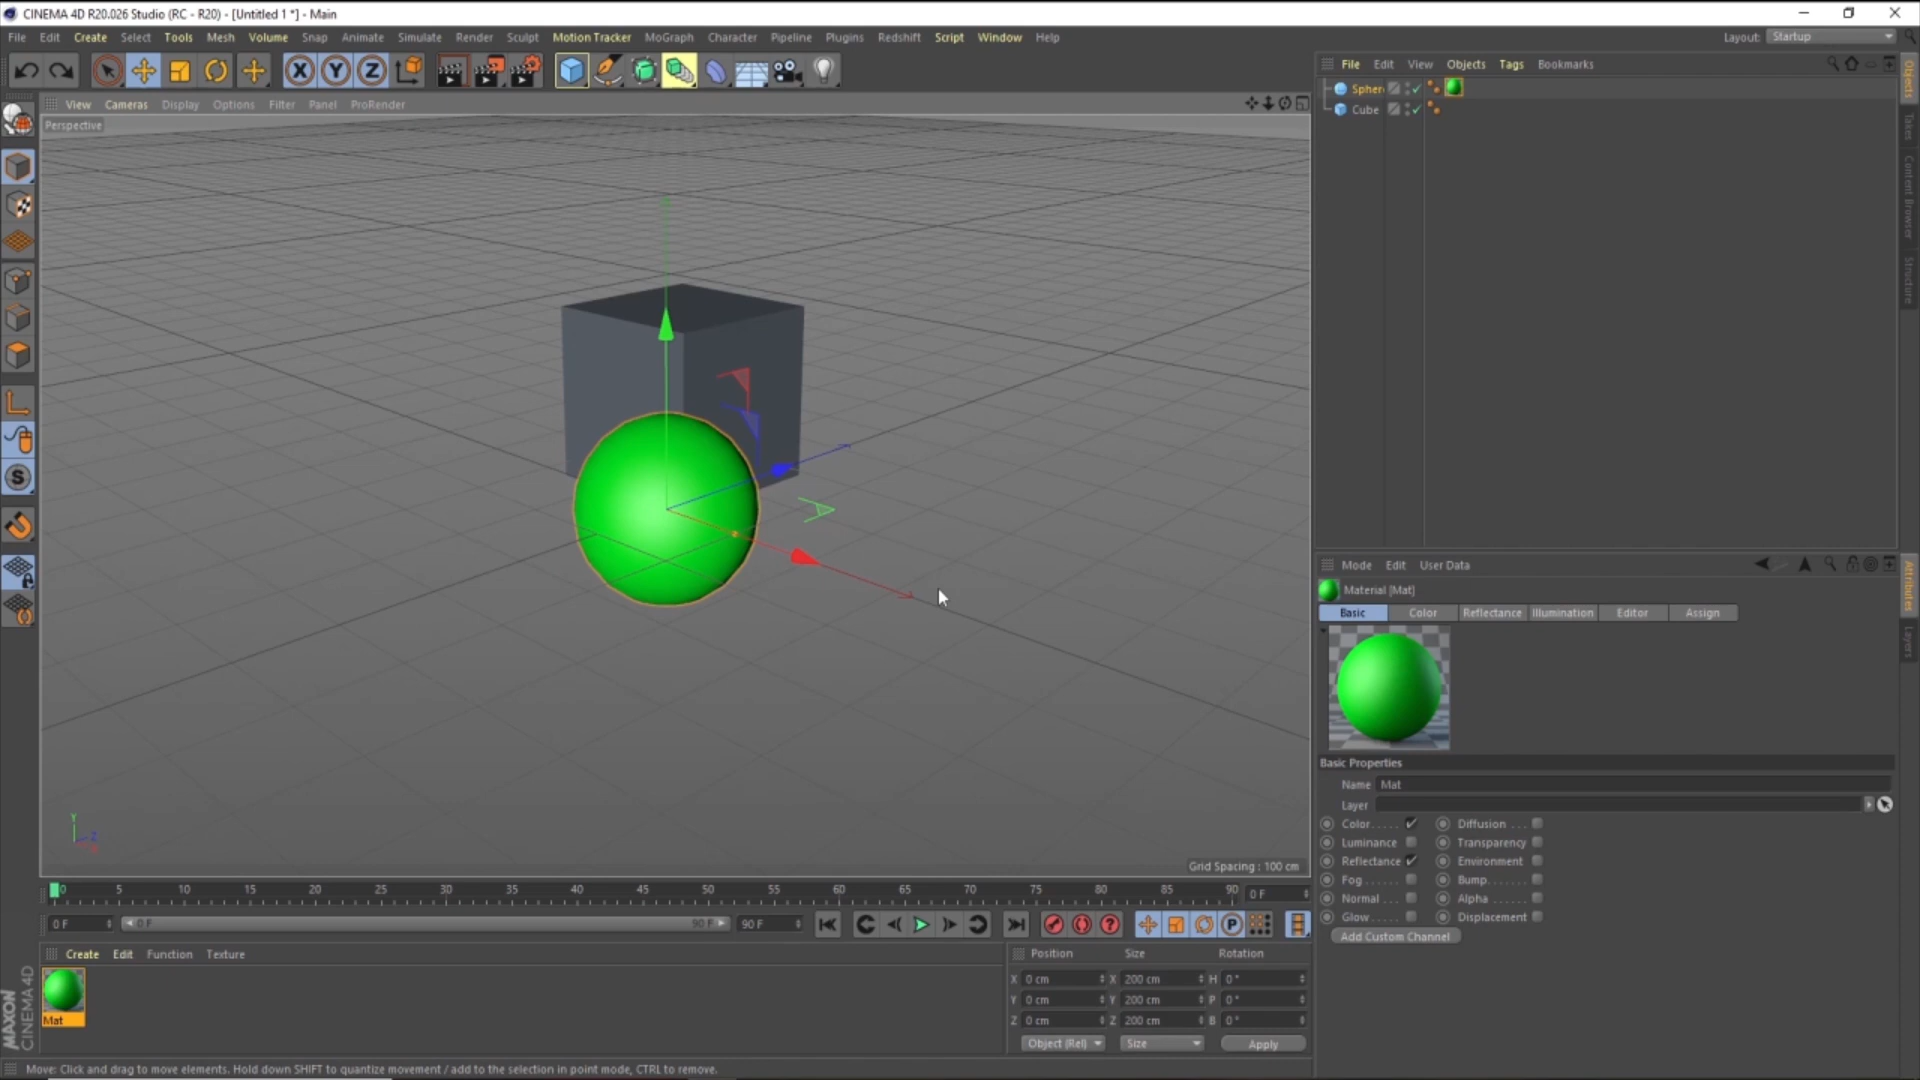 CINEMA 4D R20.026 Studio (RC - R20) - [Untitled 1 *] - Main
File Edit Create Select Tools Mesh Volume Snap Animate Simulate Render Sculpt Motion Tracker MoGraph Character Pipeline Plugins Redshift Script Window Help
Layout: Startup
X Y Z
File Edit View Objects Tags Bookmarks
View Cameras Display Options Filter Panel ProRender
Perspective
Spher
Cube
Objects
Takes
Content Browser
Structure
S
Mode Edit User Data
Material [Mat]
Basic Color Reflectance Illumination Editor Assign
Attributes
Layers
Basic Properties
Name Mat
Layer
Color..... Diffusion ...
Luminance Transparency
Reflectance Environment
Fog...... Bump......
Normal ... Alpha ......
Glow..... Displacement
Add Custom Channel
Y
Z
Grid Spacing : 100 cm
0 5 10 15 20 25 30 35 40 45 50 55 60 65 70 75 80 85 90 0 F
0 F 0 F 90 F 90 F P
Create Edit Function Texture
Mat
Position Size Rotation
X 0 cm X 200 cm H 0 °
Y 0 cm Y 200 cm P 0 °
Z 0 cm Z 200 cm B 0 °
Object (Rel) Size Apply
MAXON
CINEMA 4D
Move: Click and drag to move elements. Hold down SHIFT to quantize movement / add to the selection in point mode, CTRL to remove.